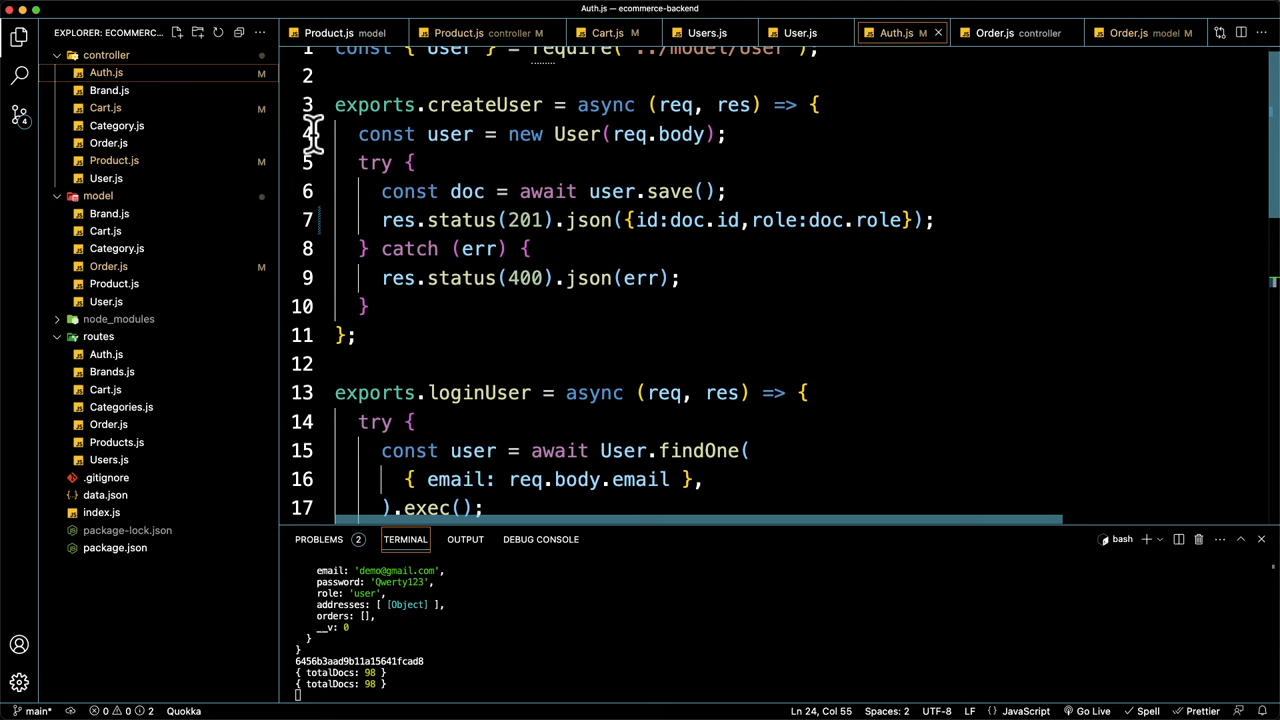 Auth.js — ecommerce-backend
EXPLORER: ECOMMERC...
Product.js model
Product.js controller M
Cart.js M
Users.js
User.js
Auth.js M
Order.js controller
Order.js model M
controller
Auth.js M
Brand.js
Cart.js M
Category.js
Order.js
Product.js M
User.js
model
Brand.js
Cart.js
Category.js
Order.js M
Product.js
User.js
node_modules
routes
Auth.js
Brands.js
Cart.js
Categories.js
Order.js
Products.js
Users.js
.gitignore
data.json
index.js
package-lock.json
package.json
4
1 const { User } = require("../model/User");
2
3 exports.createUser = async (req, res) => {
4 const user = new User(req.body);
5 try {
6 const doc = await user.save();
7 res.status(201).json({id:doc.id,role:doc.role});
8 } catch (err) {
9 res.status(400).json(err);
10 }
11 };
12
13 exports.loginUser = async (req, res) => {
14 try {
15 const user = await User.findOne(
16 { email: req.body.email },
17 ).exec();
PROBLEMS 2 TERMINAL OUTPUT DEBUG CONSOLE
bash
email: 'demo@gmail.com',
password: 'Qwerty123',
role: 'user',
addresses: [ [Object] ],
orders: [],
__v: 0
}
}
6456b3aad9b11a15641fcad8
{ totalDocs: 98 }
{ totalDocs: 98 }
main* 0 0 2 Quokka
Ln 24, Col 55 Spaces: 2 UTF-8 LF {} JavaScript Go Live Spell Prettier